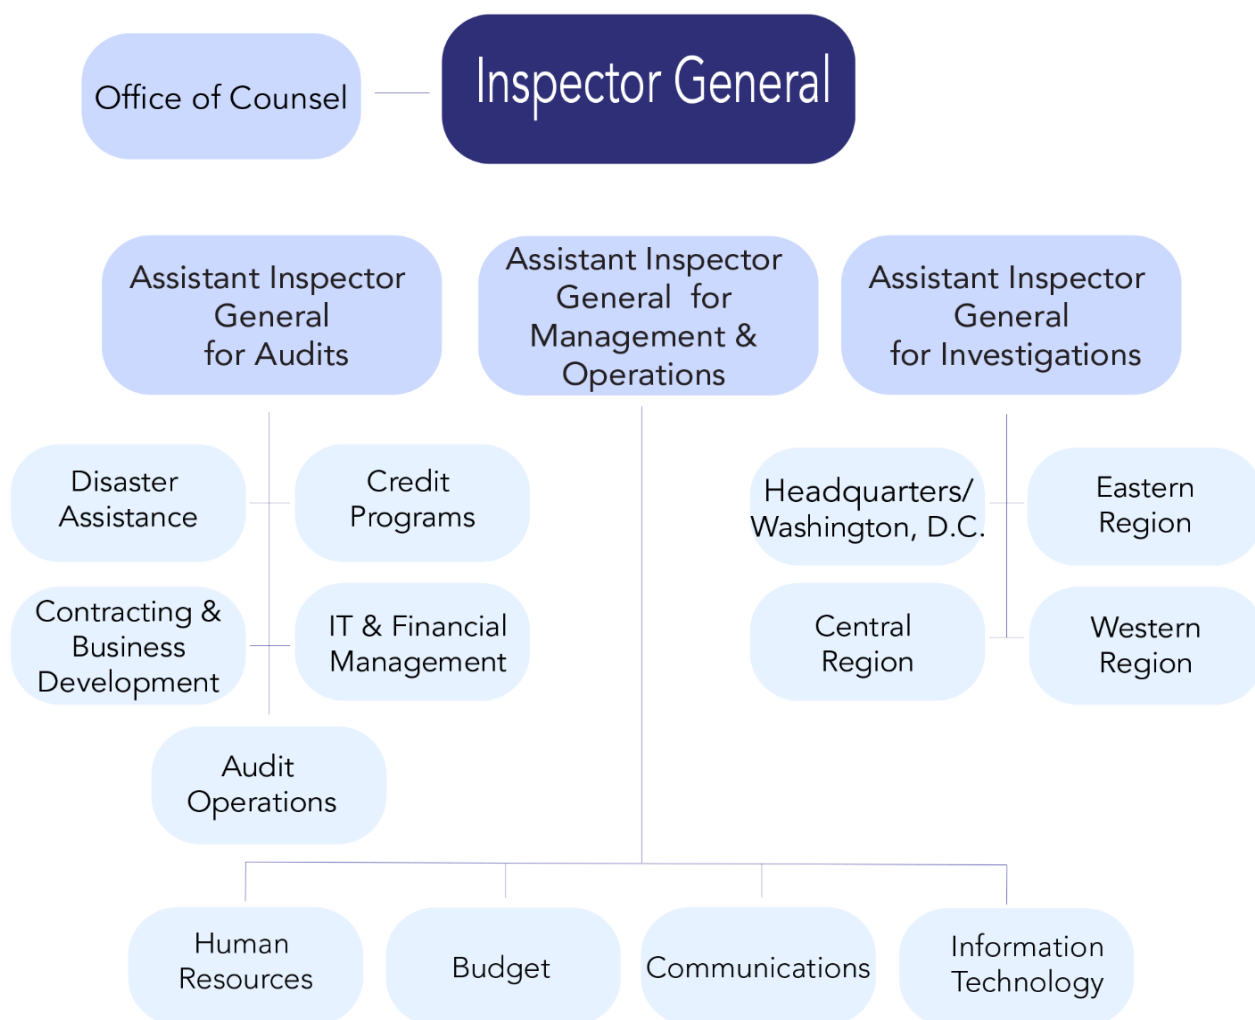 Office of Counsel
Inspector General
Assistant Inspector
General
for Audits
Assistant Inspector
General for
Management &
Operations
Assistant Inspector
General
for Investigations
Disaster
Assistance
Credit
Programs
Headquarters/
Washington, D.C.
Eastern
Region
Contracting &
Business
Development
IT & Financial
Management
Central
Region
Western
Region
Audit
Operations
Human
Resources
Budget
Communications
Information
Technology